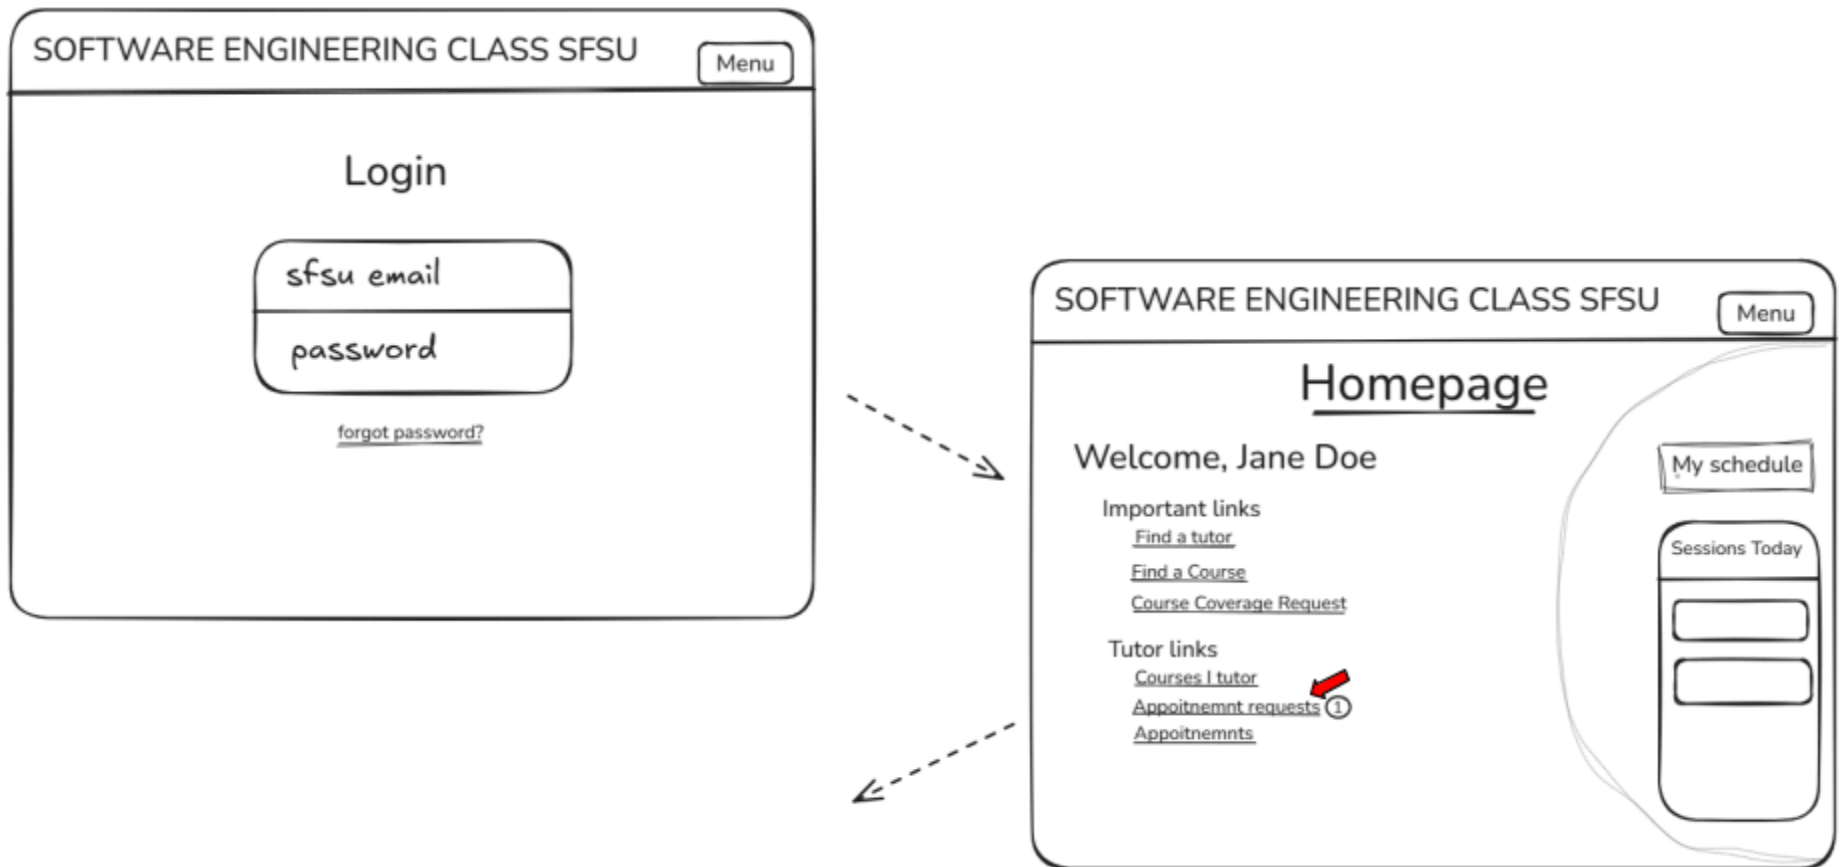 SOFTWARE ENGINEERING CLASS SFSU
Menu
Login
sfsu email
password
forgot password?
SOFTWARE ENGINEERING CLASS SFSU
Menu
Homepage
Welcome, Jane Doe
Important links
Find a tutor
Find a Course
Course Coverage Request
Tutor links
Courses I tutor
Appoitnemnt requests 1
Appoitnemnts
My schedule
Sessions Today